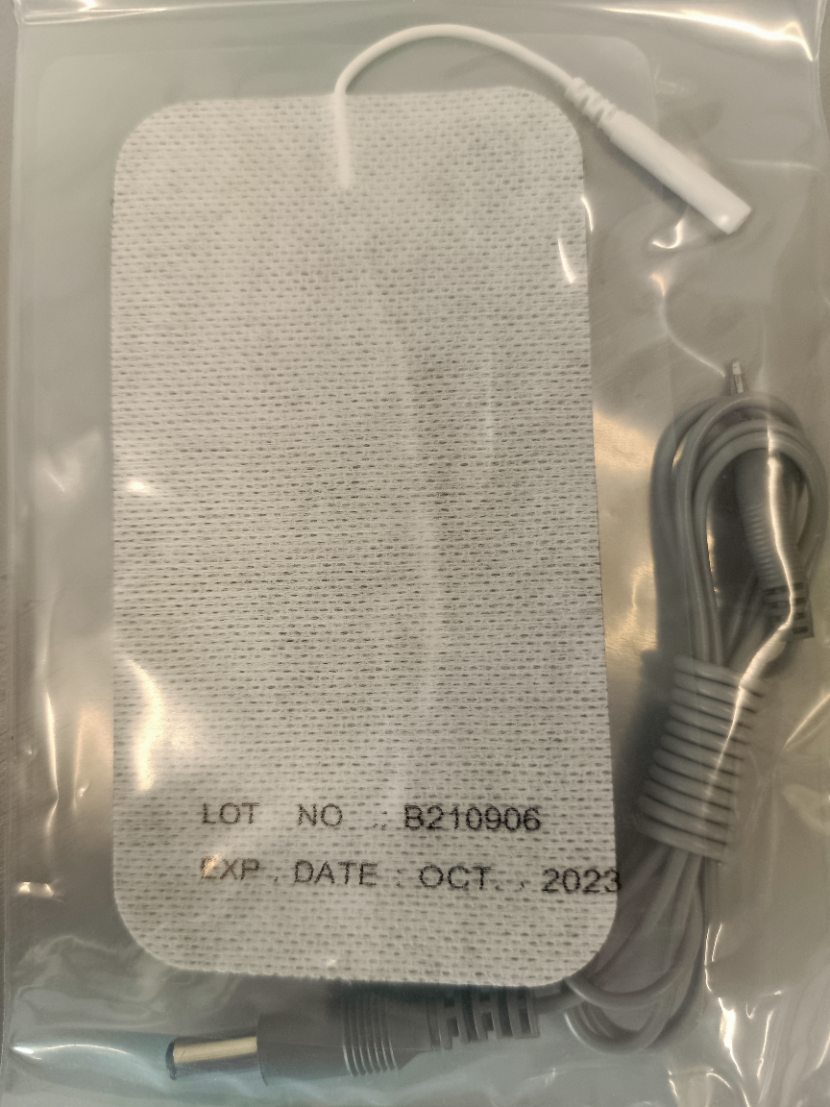 LOT NO .: B210906
EXP. DATE : OCT. , 2023